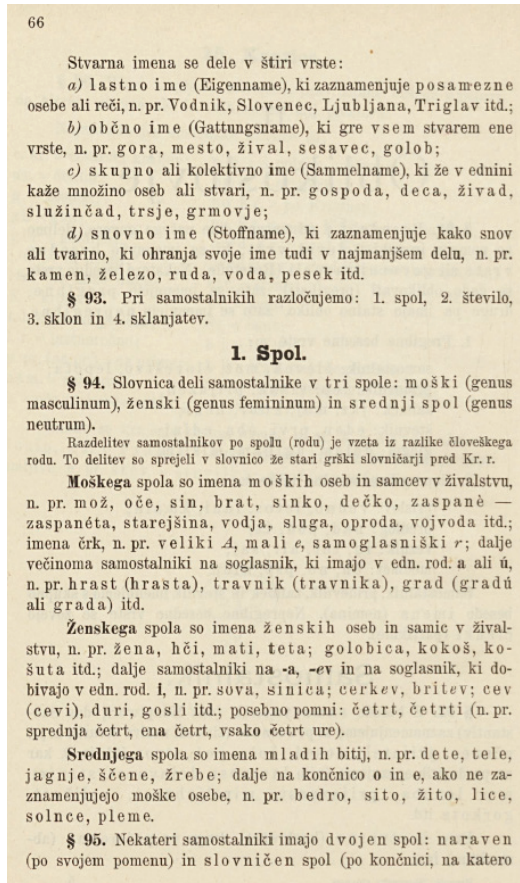 66
Stvarna imena se dele v štiri vrste:
a) lastno ime (Eigenname), ki zaznamenjuje posamezne
osebe ali reči, n. pr. Vodnik, Slovenec, Ljubljana, Triglav itd.;
b) občno ime (Gattungsname), ki gre vsem stvarem ene
vrste, n. pr. gora, mesto, žival, sesavec, golob;
c) skupno ali kolektivno ime (Sammelname), ki že v ednini
kaže množino oseb ali stvari, n. pr. gospoda, deca, živad,
služinčad, trsje, grmovje;
d) snovno ime (Stoffname), ki zaznamenjuje kako snov
ali tvarino, ki ohranja svoje ime tudi v najmanjšem delu, n. pr.
kamen, železo, ruda, voda, pesek itd.
§ 93. Pri samostalnikih razločujemo: 1. spol, 2. število,
3. sklon in 4. sklanjatev.
1. Spol.
§ 94. Slovnica deli samostalnike v tri spole: moški (genus
masculinum), ženski (genus femininum) in srednji spol (genus
neutrum).
Razdelitev samostalnikov po spolu (rodu) je vzeta iz razlike človeškega
rodu. To delitev so sprejeli v slovnico že stari grški slovničarji pred Kr. r.
Moškega spola so imena moških oseb in samcev v živalstvu,
n. pr. mož, oče, sin, brat, sinko, dečko, zaspanè —
zaspanéta, starejšina, vodja, sluga, oproda, vojvoda itd.;
imena črk, n. pr. veliki A, mali e, samoglasniški r; dalje
večinoma samostalniki na soglasnik, ki imajo v edn. rod. a ali ú,
n. pr. hrast (hrasta), travnik (travnika), grad (gradú
ali grada) itd.
Ženskega spola so imena ženskih oseb in samic v žival-
stvu, n. pr. žena, hči, mati, teta; golobica, kokoš, ko-
šuta itd.; dalje samostalniki na -a, -ev in na soglasnik, ki do-
bivajo v edn. rod. i, n. pr. sova, sinica; cerkev, britev; cev
(cevi), duri, gosli itd.; posebno pomni: četrt, četrti (n. pr.
sprednja četrt, ena četrt, vsako četrt ure).
Srednjega spola so imena mladih bitij, n. pr. dete, tele,
jagnje, ščene, žrebe; dalje na končnico o in e, ako ne za-
znamenjujejo moške osebe, n. pr. bedro, sito, žito, lice,
solnce, pleme.
§ 95. Nekateri samostalniki imajo dvojen spol: naraven
(po svojem pomenu) in slovničen spol (po končnici, na katero